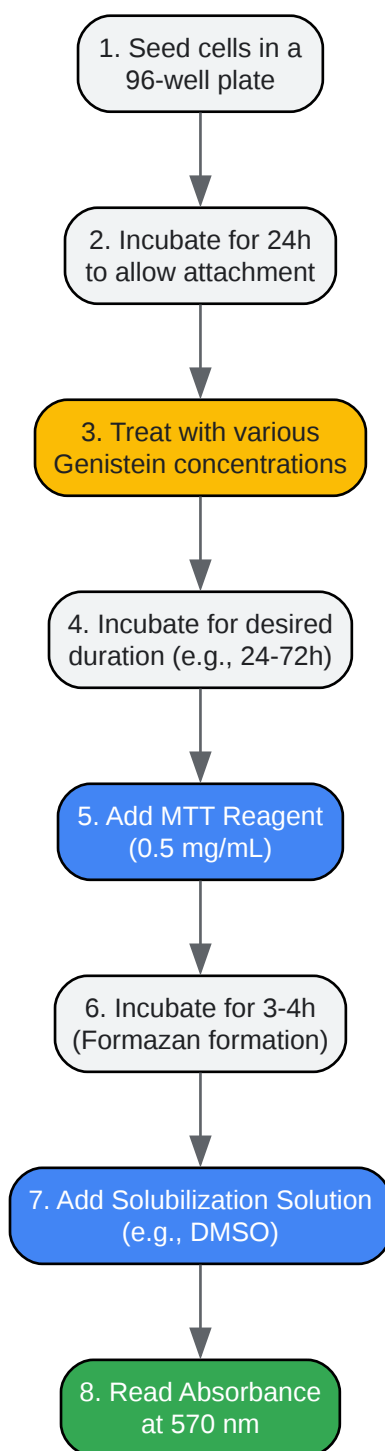 1. Seed cells in a
96-well plate
2. Incubate for 24h
to allow attachment
3. Treat with various
Genistein concentrations
4. Incubate for desired
duration (e.g., 24-72h)
5. Add MTT Reagent
(0.5 mg/mL)
6. Incubate for 3-4h
(Formazan formation)
7. Add Solubilization Solution
(e.g., DMSO)
8. Read Absorbance
at 570 nm